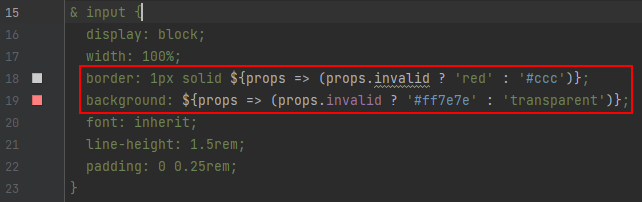 15 & input {
16 display: block;
17 width: 100%;
18 border: 1px solid ${props => (props.invalid ? 'red' : '#ccc')};
19 background: ${props => (props.invalid ? '#ff7e7e' : 'transparent')};
20 font: inherit;
21 line-height: 1.5rem;
22 padding: 0 0.25rem;
23 }